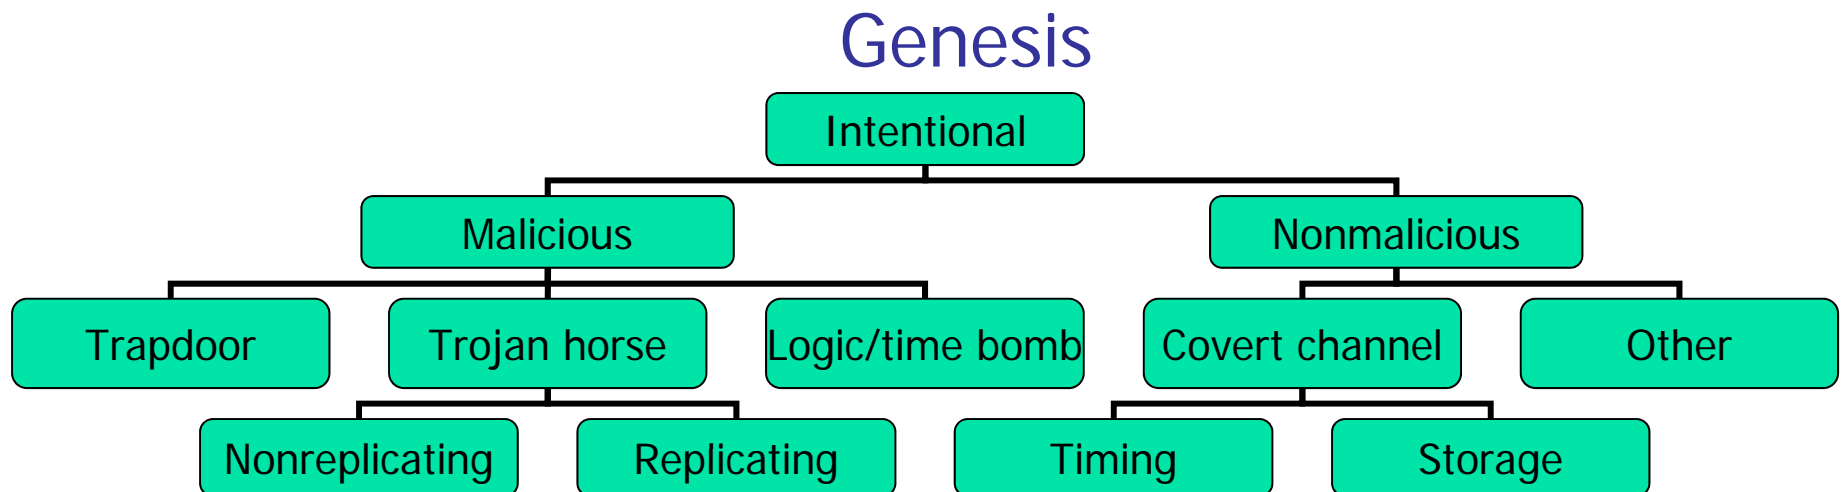 Genesis
Intentional
Malicious
Nonmalicious
Trapdoor
Trojan horse
Logic/time bomb
Covert channel
Other
Nonreplicating
Replicating
Timing
Storage